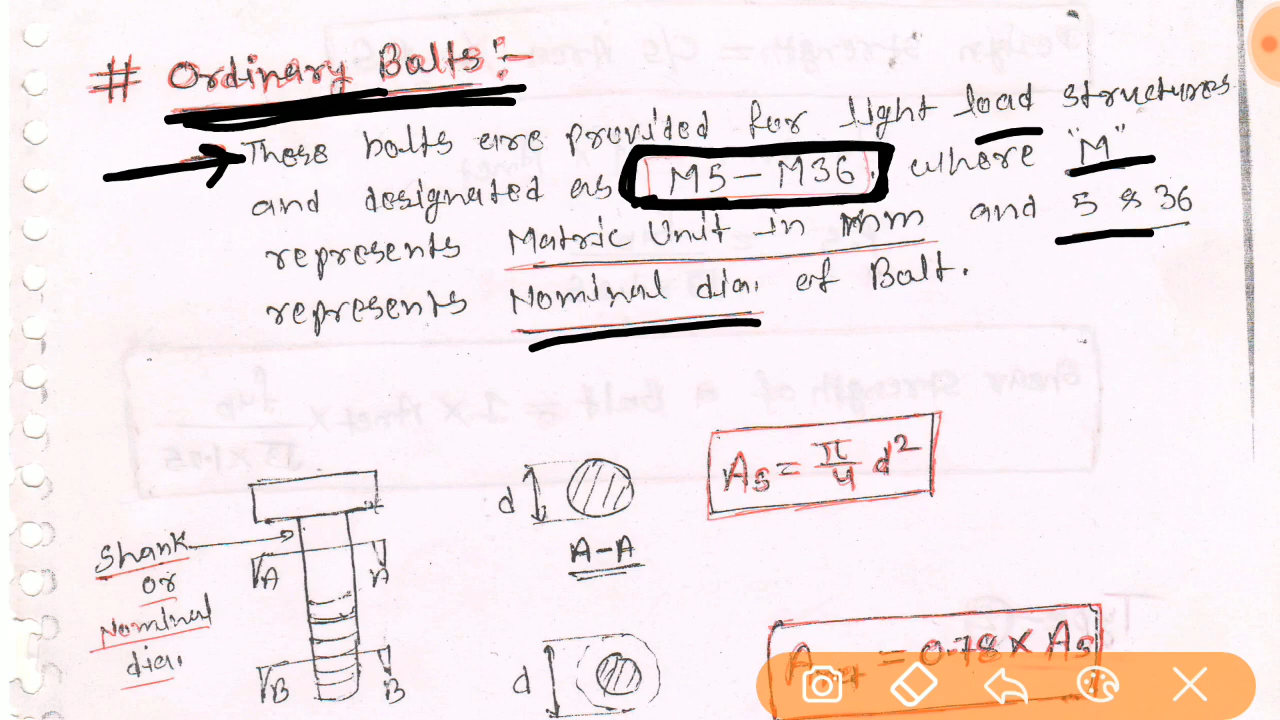 # Ordinary Bolts :-
These bolts are provided for light load structures
and designated as M5 - M36. where "M"
represents Matric Unit in mm and 5 & 36
represents Nominal dia. of Bolt.
As = π/4 d²
d
Shank
or
Nominal
dia.
A
A
A-A
B
B
d
= 0.78 × As